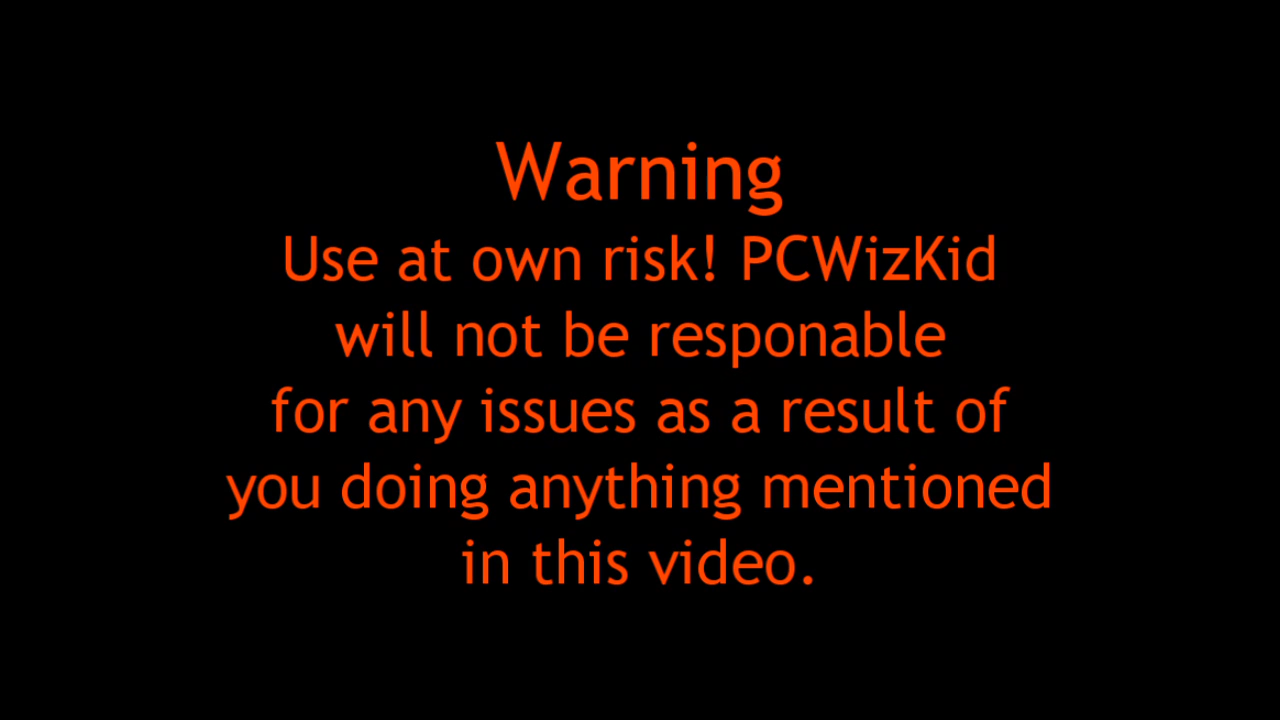 Warning
Use at own risk! PCWizKid
will not be responable
for any issues as a result of
you doing anything mentioned
in this video.